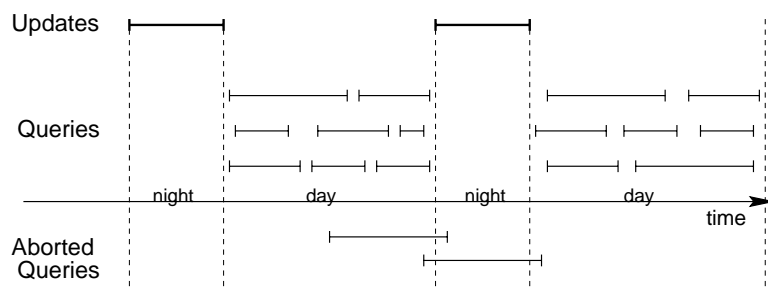 Updates
Queries
night day night day
time
Aborted
Queries